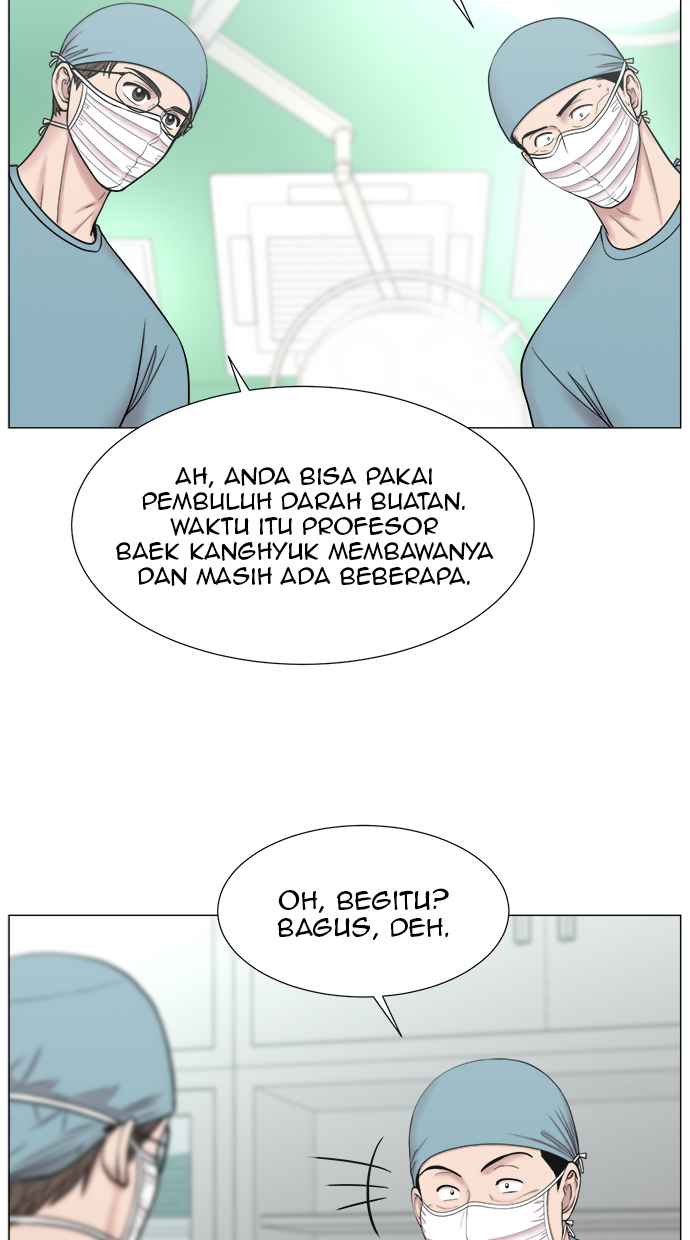 AH, ANDA BISA PAKAI
PEMBULUH DARAH BUATAN.
WAKTU ITU PROFESOR
BAEK KANGHYUK MEMBAWANYA
DAN MASIH ADA BEBERAPA.
OH, BEGITU?
BAGUS, DEH.